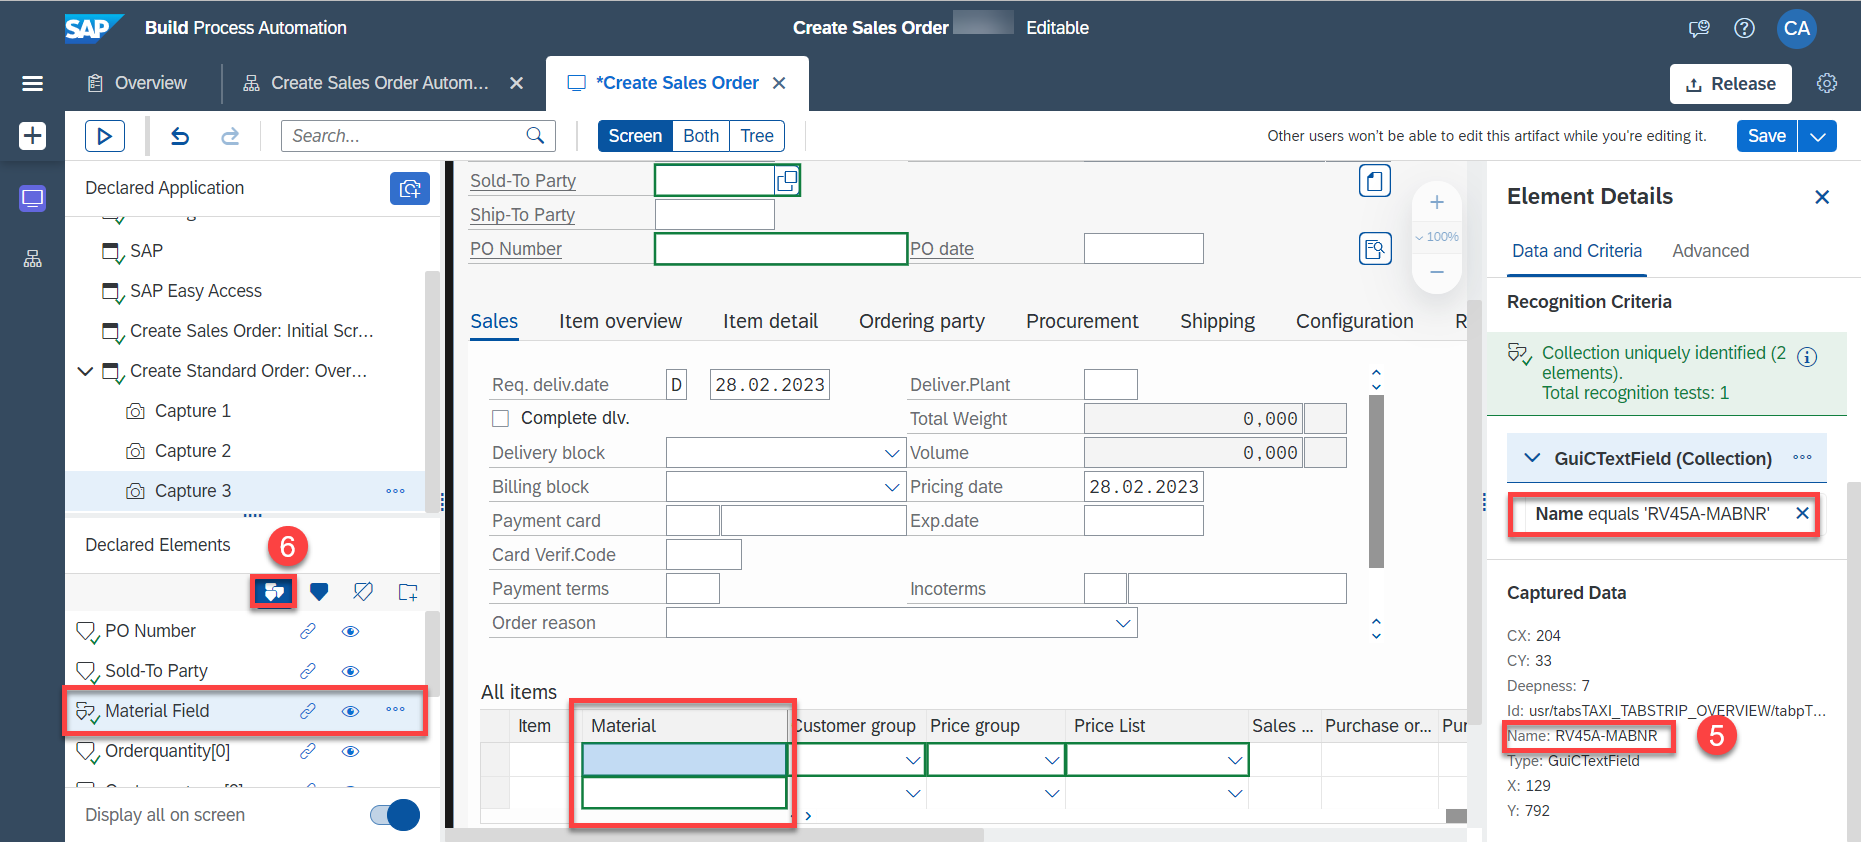 SAP Build Process Automation
Create Sales Order Editable
CA
Overview
Create Sales Order Autom...
*Create Sales Order
Release
Search...
Screen Both Tree
Other users won't be able to edit this artifact while you're editing it.
Save
Declared Application
SAP
SAP Easy Access
Create Sales Order: Initial Scr...
Create Standard Order: Over...
Capture 1
Capture 2
Capture 3
Declared Elements
6
PO Number
Sold-To Party
Material Field
Orderquantity[0]
Display all on screen
Sold-To Party
Ship-To Party
PO Number PO date
100%
Sales Item overview Item detail Ordering party Procurement Shipping Configuration R
Req. deliv.date D 28.02.2023 Deliver.Plant
Complete dlv. Total Weight 0,000
Delivery block Volume 0,000
Billing block Pricing date 28.02.2023
Payment card Exp.date
Card Verif.Code
Payment terms Incoterms
Order reason
All items
Item Material Customer group Price group Price List Sales ... Purchase or... Pur
Element Details
Data and Criteria Advanced
Recognition Criteria
Collection uniquely identified (2
elements).
Total recognition tests: 1
GuiCTextField (Collection)
Name equals 'RV45A-MABNR'
Captured Data
CX: 204
CY: 33
Deepness: 7
Id: usr/tabsTAXI_TABSTRIP_OVERVIEW/tabpT...
Name: RV45A-MABNR
5
Type: GuiCTextField
X: 129
Y: 792